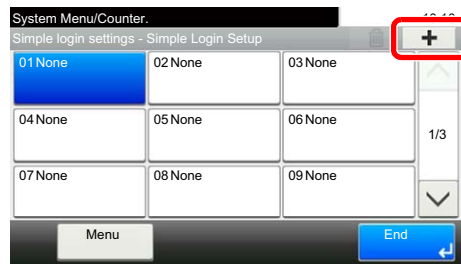 System Menu/Counter.
Simple login settings - Simple Login Setup
+
01 None 02 None 03 None
04 None 05 None 06 None
1/3
07 None 08 None 09 None
Menu End